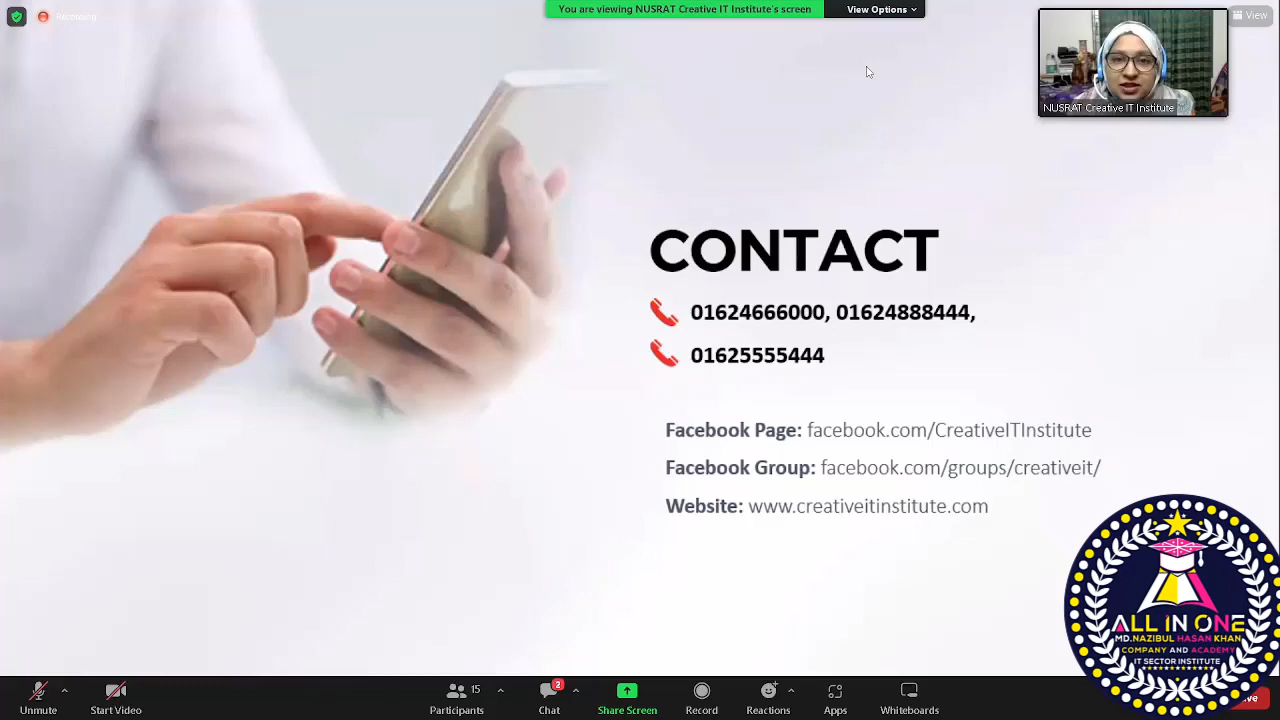 Recording
You are viewing NUSRAT Creative IT Institute's screen
View Options
View
NUSRAT Creative IT Institute
CONTACT
01624666000, 01624888444,
01625555444
Facebook Page: facebook.com/CreativeITInstitute
Facebook Group: facebook.com/groups/creativeit/
Website: www.creativeitinstitute.com
ALL IN ONE
MD.NAZIBUL HASAN KHAN
COMPANY AND ACADEMY
IT SECTOR INSTITUTE
Unmute
Start Video
Participants
15
Chat
2
Share Screen
Record
Reactions
Apps
Whiteboards